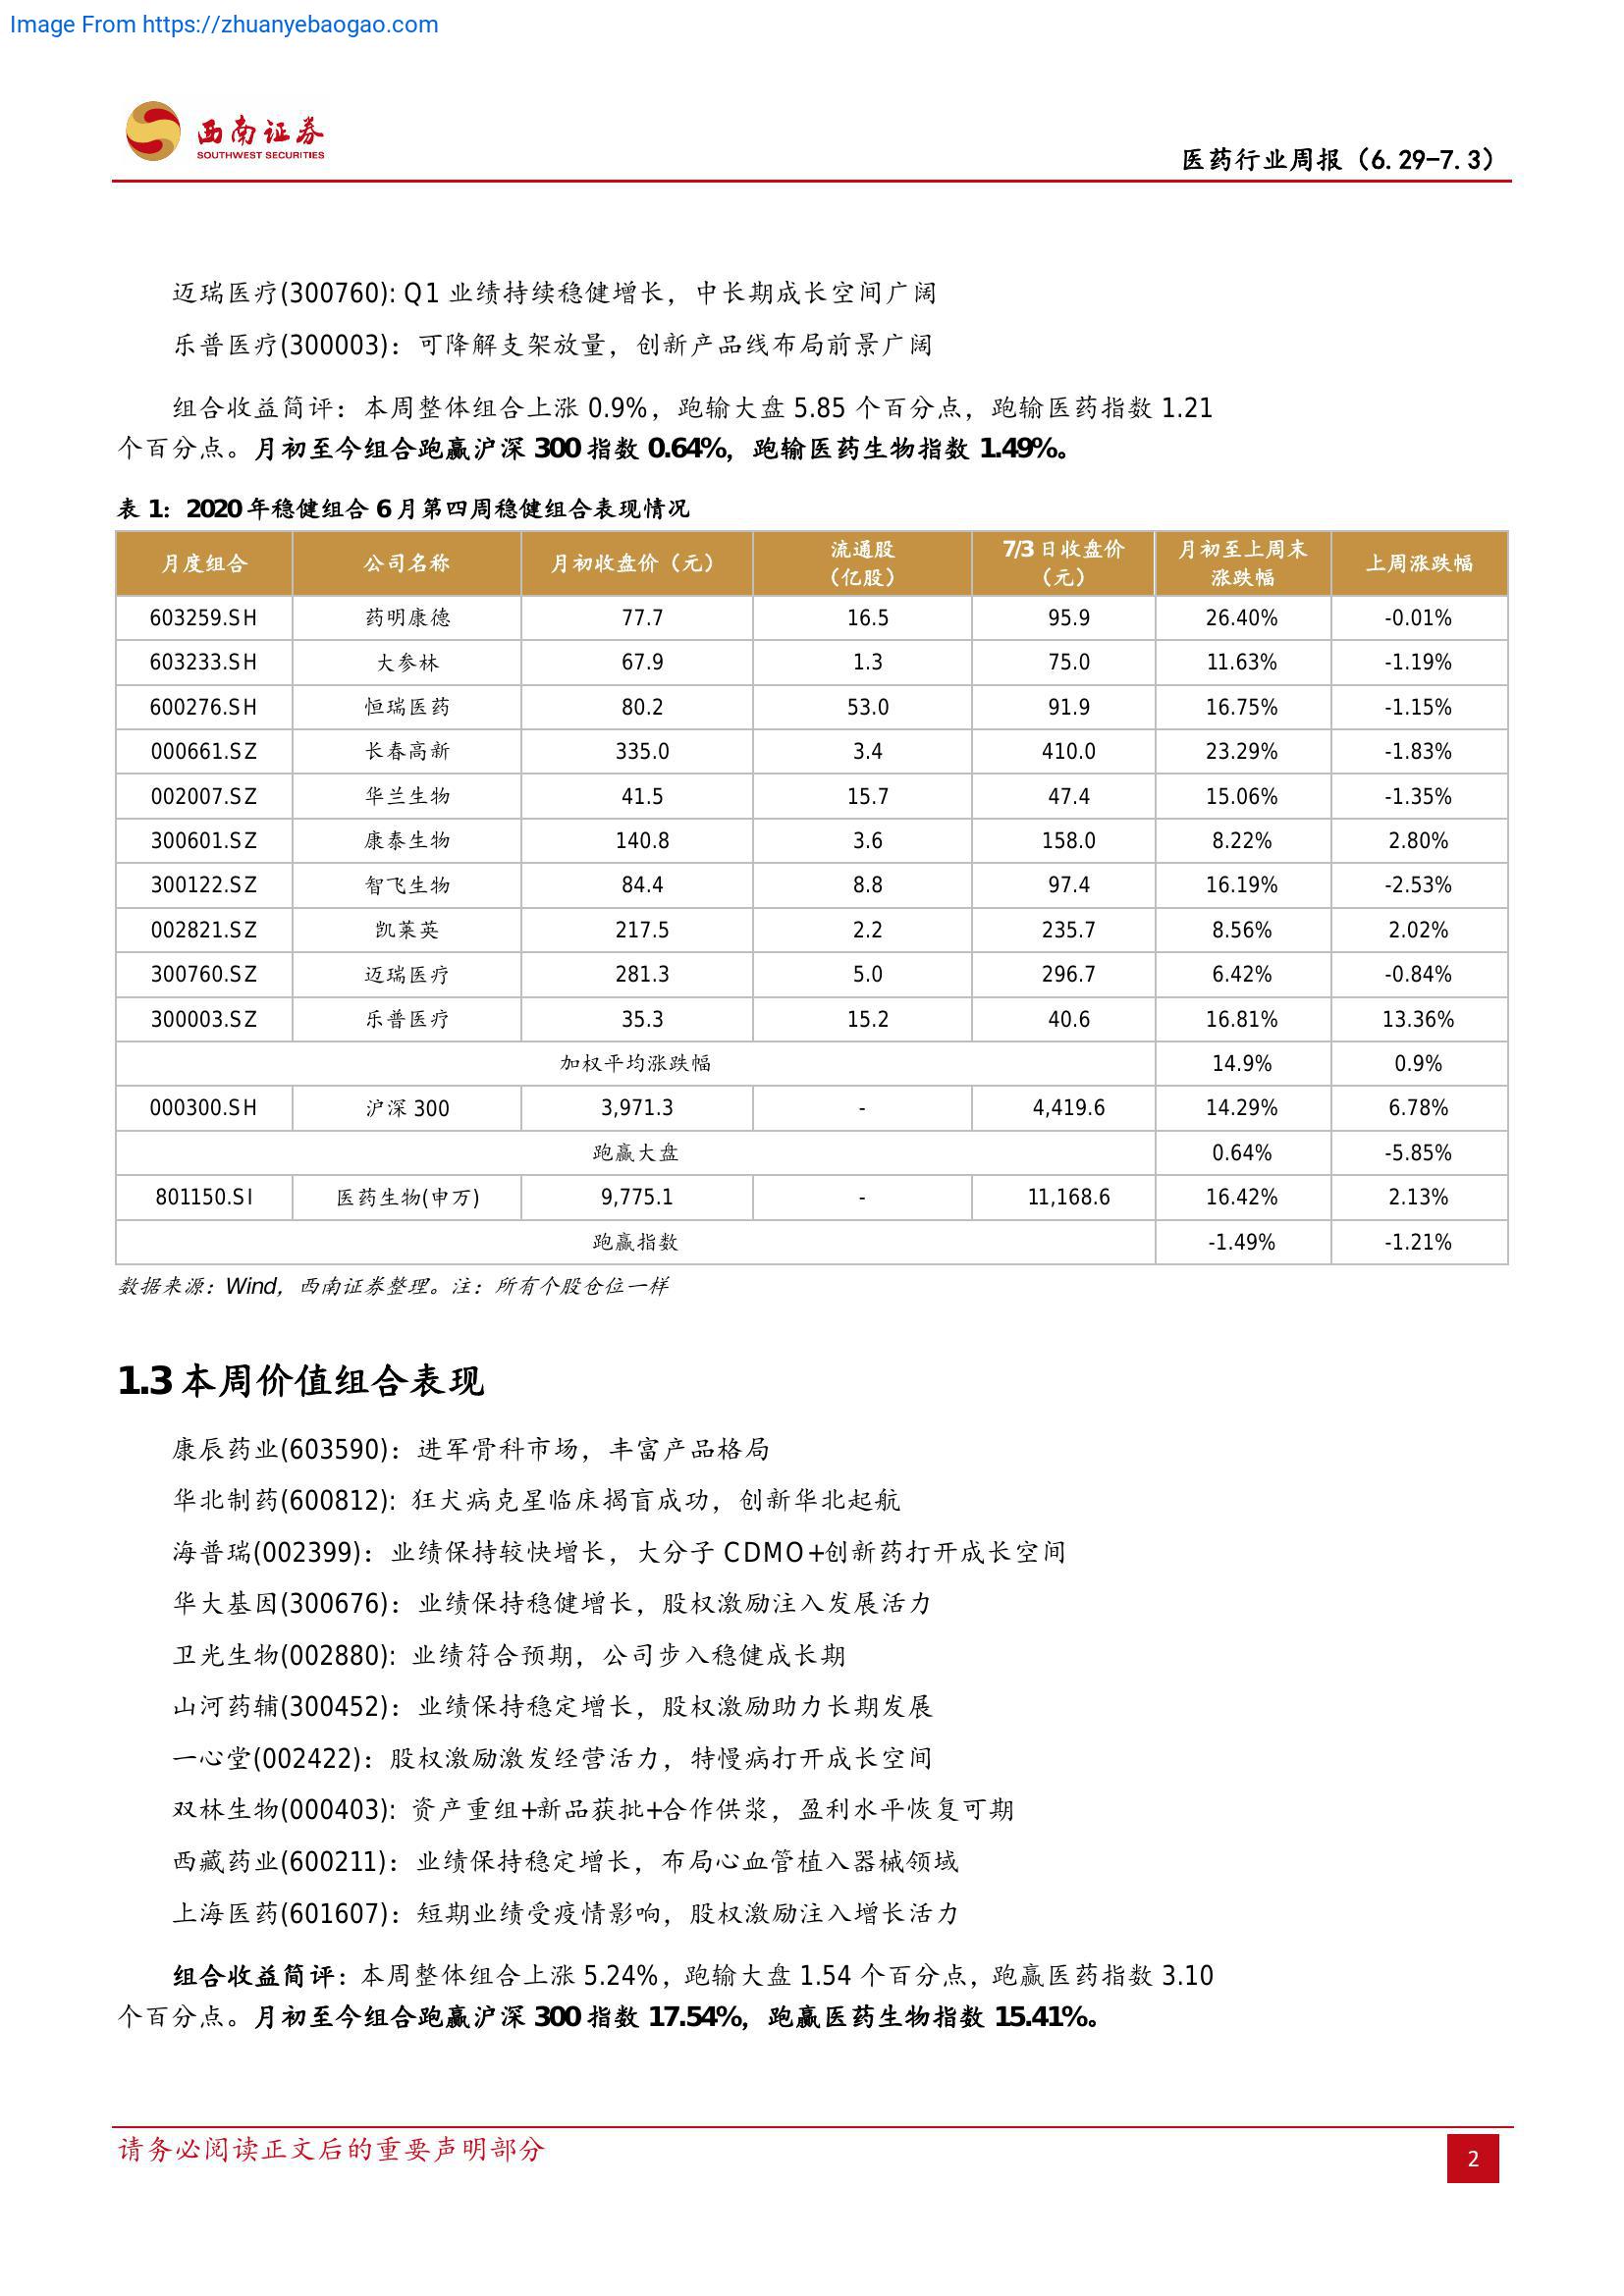 Image From https://zhuanyebaogao.com
西南证券
SOUTHWEST SECURITIES
医药行业周报（6.29-7.3）
迈瑞医疗(300760): Q1 业绩持续稳健增长，中长期成长空间广阔
乐普医疗(300003)：可降解支架放量，创新产品线布局前景广阔
组合收益简评：本周整体组合上涨 0.9%，跑输大盘 5.85 个百分点，跑输医药指数 1.21
个百分点。月初至今组合跑赢沪深 300 指数 0.64%，跑输医药生物指数 1.49%。
表 1：2020 年稳健组合 6 月第四周稳健组合表现情况
月度组合 公司名称 月初收盘价（元） 流通股（亿股） 7/3 日收盘价（元） 月初至上周末涨跌幅 上周涨跌幅
603259.SH 药明康德 77.7 16.5 95.9 26.40% -0.01%
603233.SH 大参林 67.9 1.3 75.0 11.63% -1.19%
600276.SH 恒瑞医药 80.2 53.0 91.9 16.75% -1.15%
000661.SZ 长春高新 335.0 3.4 410.0 23.29% -1.83%
002007.SZ 华兰生物 41.5 15.7 47.4 15.06% -1.35%
300601.SZ 康泰生物 140.8 3.6 158.0 8.22% 2.80%
300122.SZ 智飞生物 84.4 8.8 97.4 16.19% -2.53%
002821.SZ 凯莱英 217.5 2.2 235.7 8.56% 2.02%
300760.SZ 迈瑞医疗 281.3 5.0 296.7 6.42% -0.84%
300003.SZ 乐普医疗 35.3 15.2 40.6 16.81% 13.36%
加权平均涨跌幅 14.9% 0.9%
000300.SH 沪深 300 3,971.3 - 4,419.6 14.29% 6.78%
跑赢大盘 0.64% -5.85%
801150.SI 医药生物(申万) 9,775.1 - 11,168.6 16.42% 2.13%
跑赢指数 -1.49% -1.21%
数据来源：Wind，西南证券整理。注：所有个股仓位一样
1.3 本周价值组合表现
康辰药业(603590)：进军骨科市场，丰富产品格局
华北制药(600812): 狂犬病克星临床揭盲成功，创新华北起航
海普瑞(002399)：业绩保持较快增长，大分子 CDMO+创新药打开成长空间
华大基因(300676)：业绩保持稳健增长，股权激励注入发展活力
卫光生物(002880): 业绩符合预期，公司步入稳健成长期
山河药辅(300452)：业绩保持稳定增长，股权激励助力长期发展
一心堂(002422)：股权激励激发经营活力，特慢病打开成长空间
双林生物(000403): 资产重组+新品获批+合作供浆，盈利水平恢复可期
西藏药业(600211)：业绩保持稳定增长，布局心血管植入器械领域
上海医药(601607)：短期业绩受疫情影响，股权激励注入增长活力
组合收益简评：本周整体组合上涨 5.24%，跑输大盘 1.54 个百分点，跑赢医药指数 3.10
个百分点。月初至今组合跑赢沪深 300 指数 17.54%，跑赢医药生物指数 15.41%。
请务必阅读正文后的重要声明部分
2